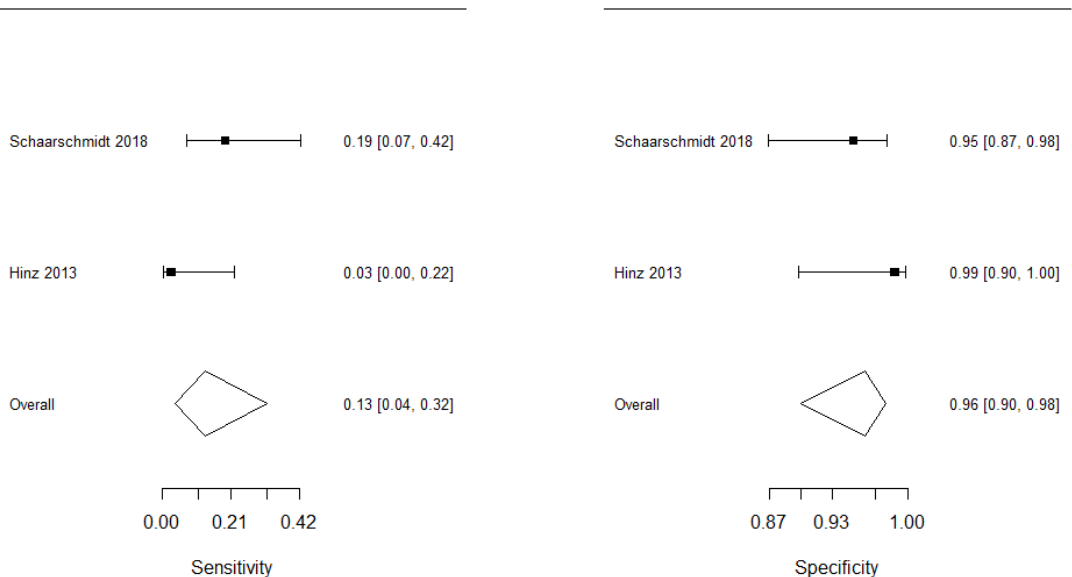 Schaarschmidt 2018 0.19 [0.07, 0.42]
Hinz 2013 0.03 [0.00, 0.22]
Overall 0.13 [0.04, 0.32]
0.00 0.21 0.42
Sensitivity
Schaarschmidt 2018 0.95 [0.87, 0.98]
Hinz 2013 0.99 [0.90, 1.00]
Overall 0.96 [0.90, 0.98]
0.87 0.93 1.00
Specificity